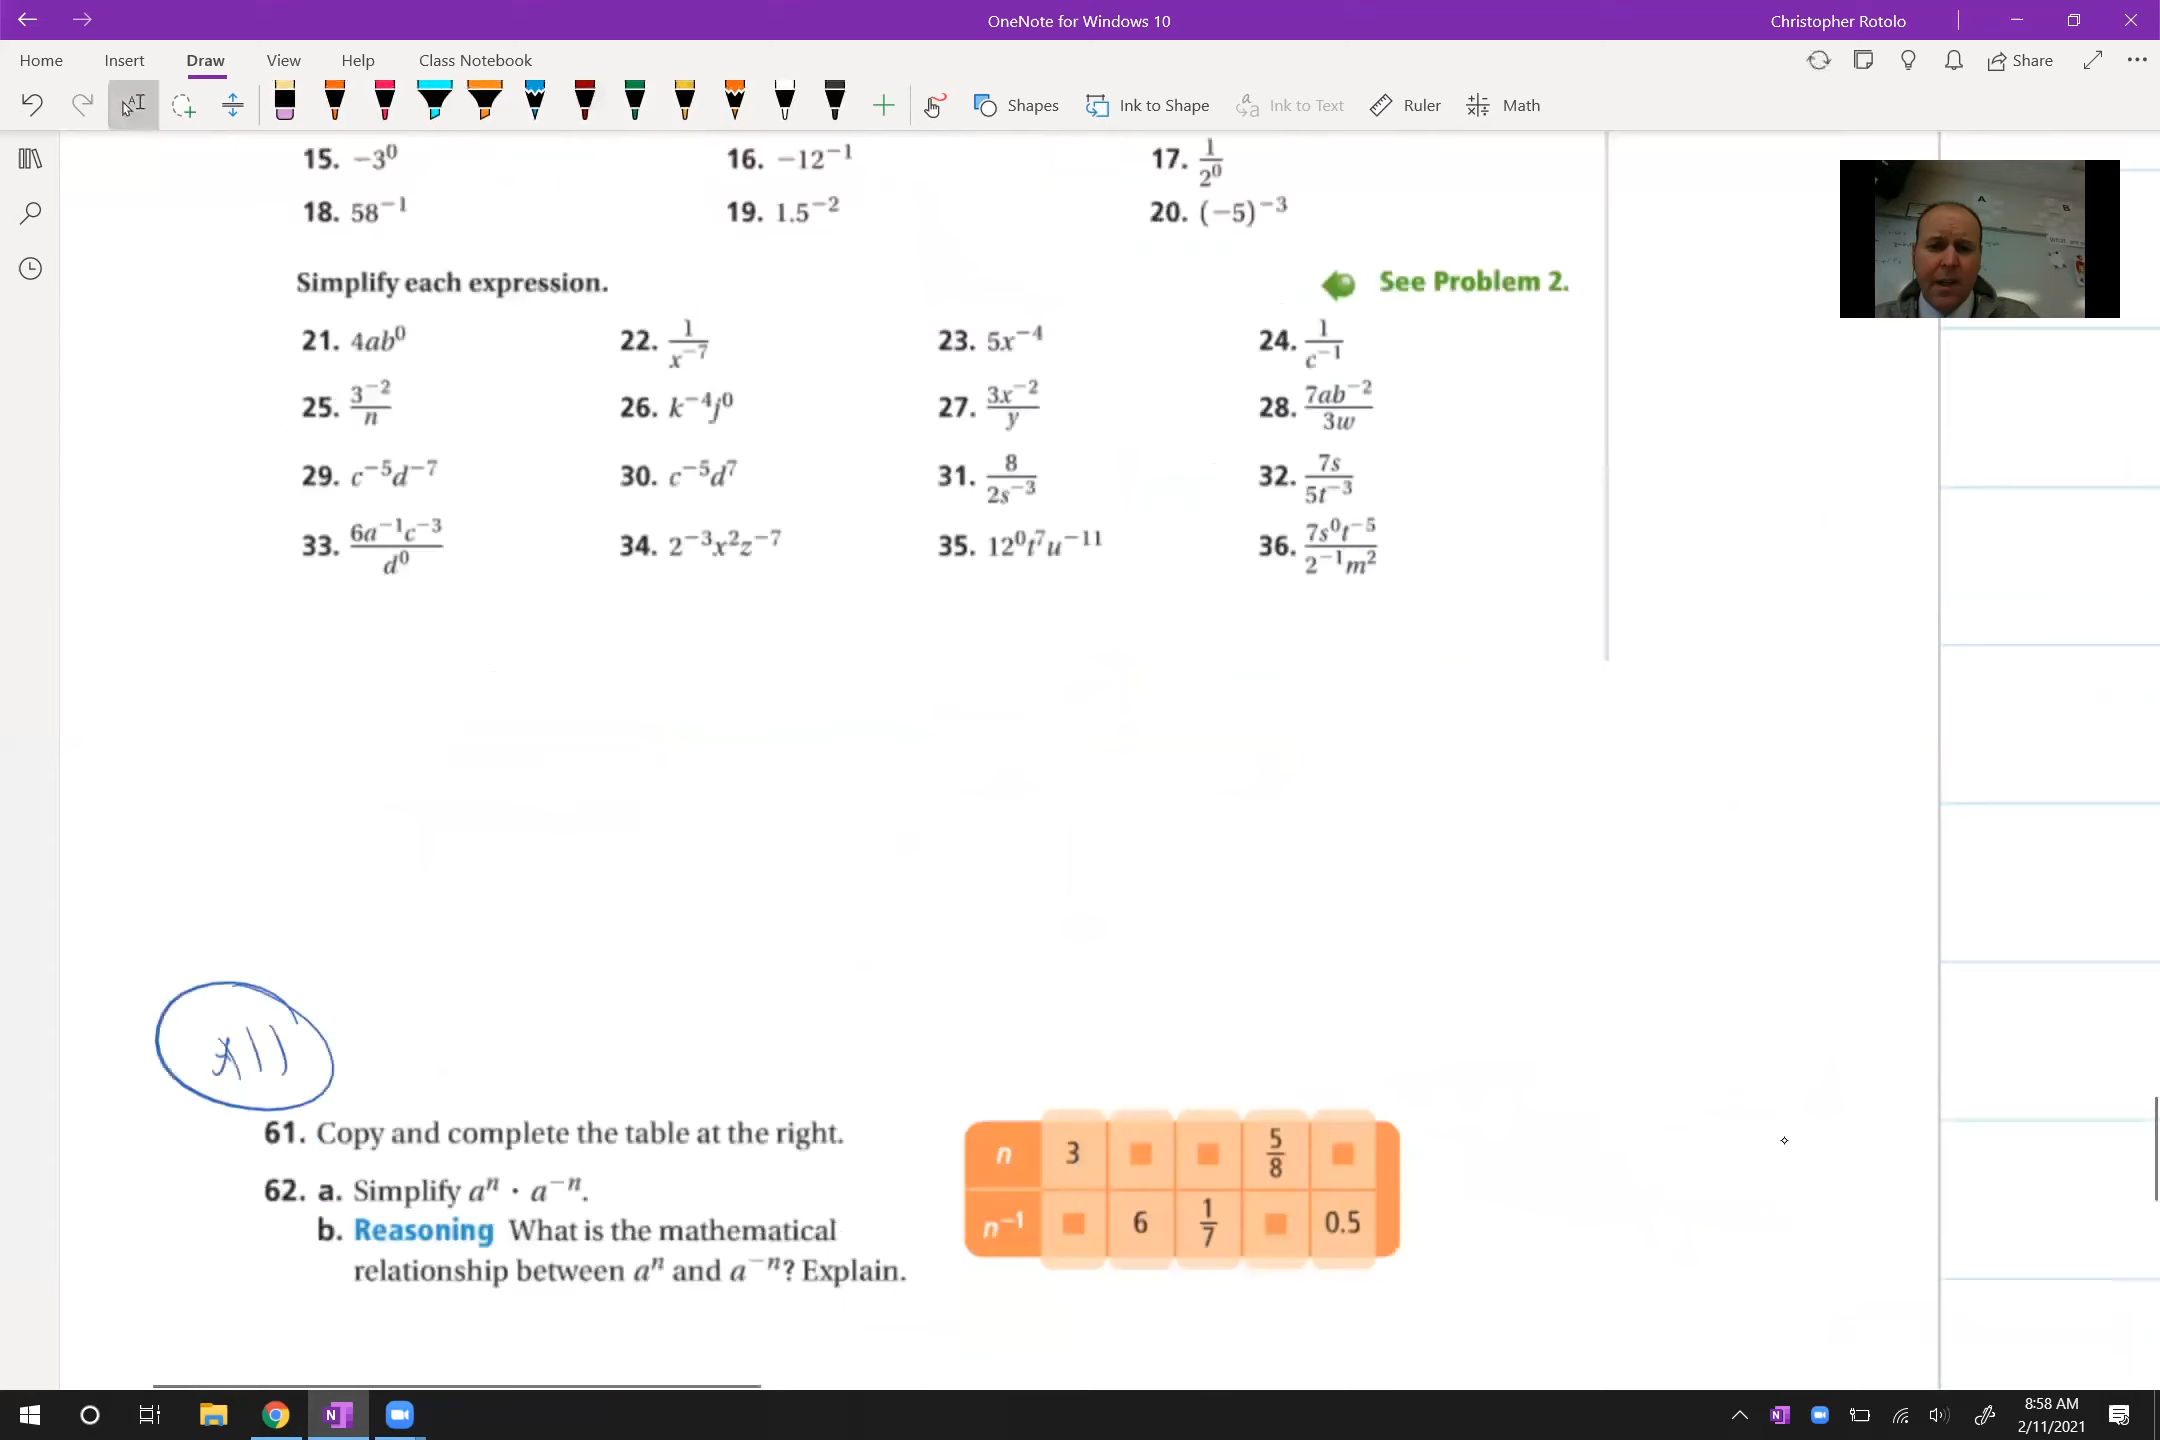 OneNote for Windows 10
Christopher Rotolo
Home Insert Draw View Help Class Notebook
Share
Shapes Ink to Shape Ink to Text Ruler Math
15. −3⁰ 16. −12⁻¹ 17. 1/2⁰
18. 58⁻¹ 19. 1.5⁻² 20. (−5)⁻³
Simplify each expression. See Problem 2.
21. 4ab⁰ 22. 1/x⁻⁷ 23. 5x⁻⁴ 24. 1/c⁻¹
25. 3⁻²/n 26. k⁻⁴j⁰ 27. 3x⁻²/y 28. 7ab⁻²/3w
29. c⁻⁵d⁻⁷ 30. c⁻⁵d⁷ 31. 8/2s⁻³ 32. 7s/5t⁻³
33. 6a⁻¹c⁻³/d⁰ 34. 2⁻³x²z⁻⁷ 35. 12⁰t⁷u⁻¹¹ 36. 7s⁰t⁻⁵/2⁻¹m²
All
61. Copy and complete the table at the right.
62. a. Simplify aⁿ · a⁻ⁿ.
b. Reasoning What is the mathematical
relationship between aⁿ and a⁻ⁿ? Explain.
n 3 5/8
n⁻¹ 6 1/7 0.5
8:58 AM
2/11/2021